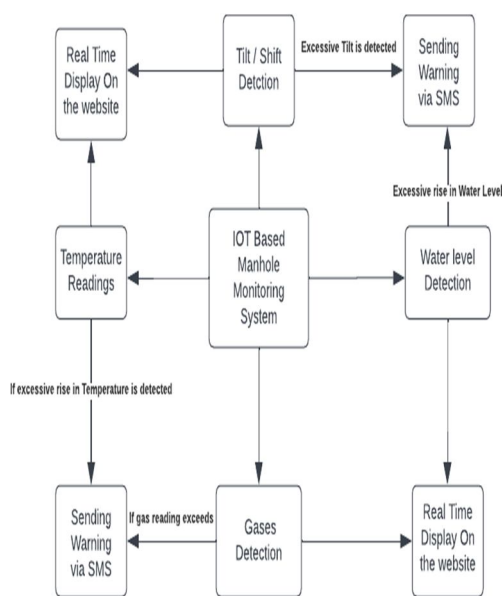 Real Time
Display On
the website
Tilt / Shift
Detction
Excessive Tilt is detected
Sending
Warning
via SMS
Excessive rise in Water Level
Temperature
Readings
IOT Based
Manhole
Monitoring
System
Water level
Detection
If excessive rise in Temperature is detected
Sending
Warning
via SMS
If gas reading exceeds
Gases
Detection
Real Time
Display On
the website